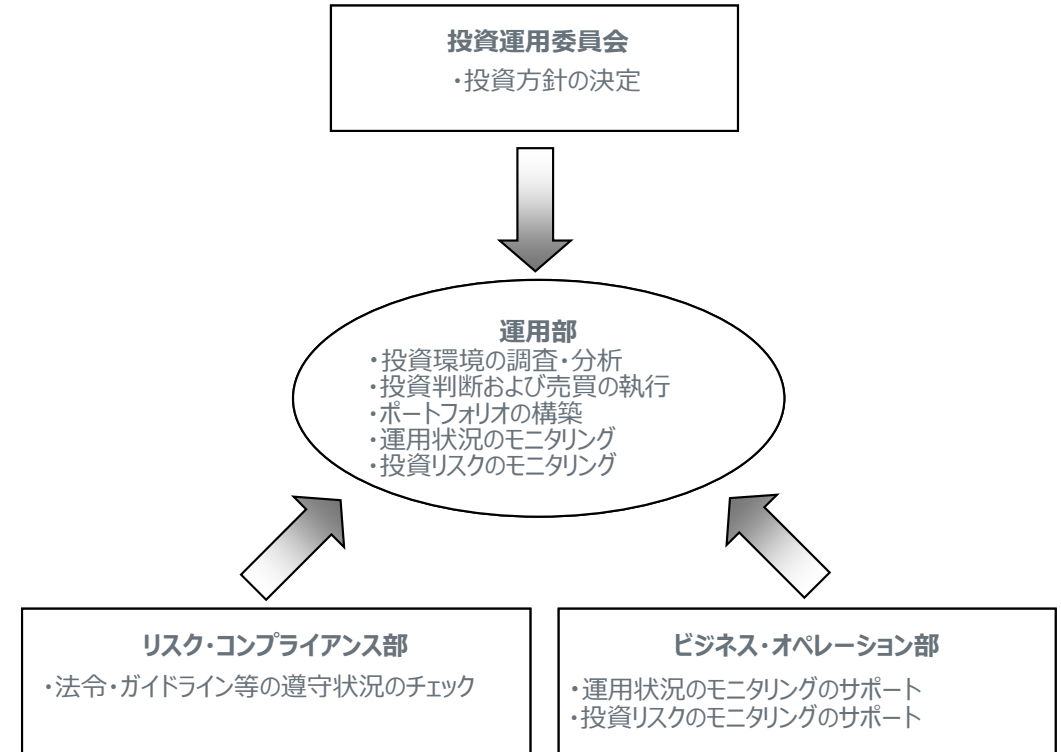 投資運用委員会
・投資方針の決定
運用部
・投資環境の調査・分析
・投資判断および売買の執行
・ポートフォリオの構築
・運用状況のモニタリング
・投資リスクのモニタリング
リスク・コンプライアンス部
・法令・ガイドライン等の遵守状況のチェック
ビジネス・オペレーション部
・運用状況のモニタリングのサポート
・投資リスクのモニタリングのサポート